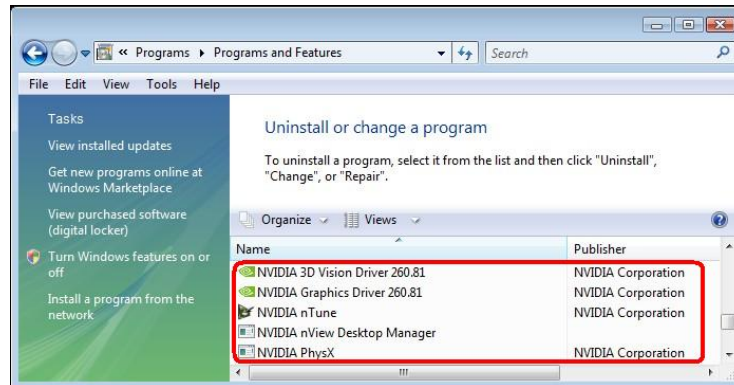 « Programs Programs and Features Search
File Edit View Tools Help
Tasks
View installed updates
Get new programs online at
Windows Marketplace
View purchased software
(digital locker)
Turn Windows features on or
off
Install a program from the
network
Uninstall or change a program
To uninstall a program, select it from the list and then click "Uninstall",
"Change", or "Repair".
Organize Views
Name Publisher
NVIDIA 3D Vision Driver 260.81 NVIDIA Corporation
NVIDIA Graphics Driver 260.81 NVIDIA Corporation
NVIDIA nTune NVIDIA Corporation
NVIDIA nView Desktop Manager
NVIDIA PhysX NVIDIA Corporation